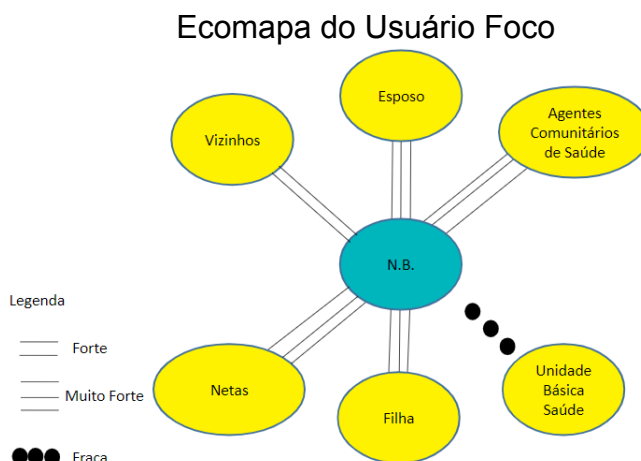 Ecomapa do Usuário Foco
Esposo
Vizinhos
Agentes
Comunitários
de Saúde
N.B.
Legenda
Forte
Muito Forte
Fraca
Netas
Filha
Unidade
Básica
Saúde